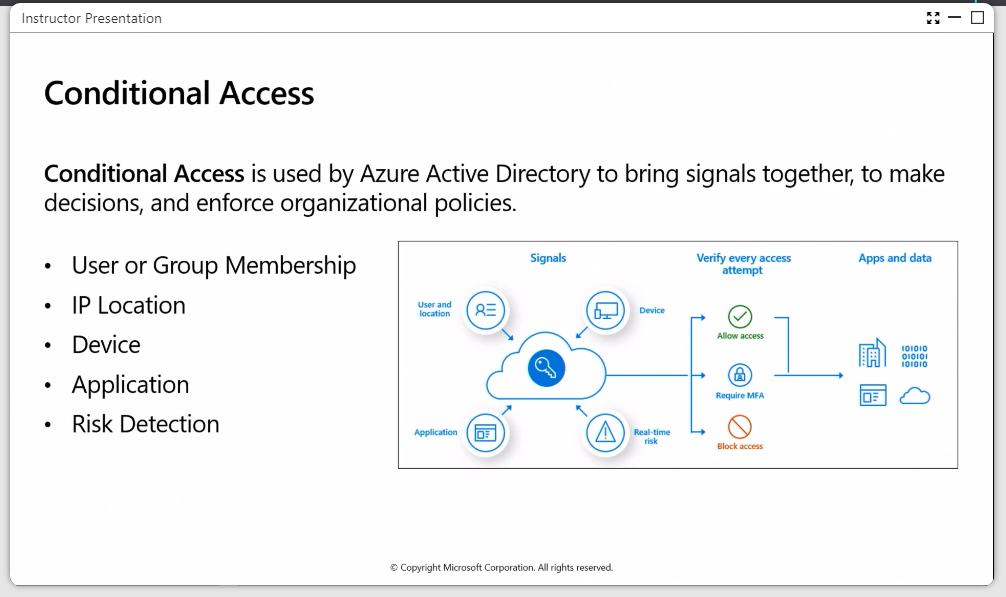 Instructor Presentation
Conditional Access
Conditional Access is used by Azure Active Directory to bring signals together, to make
decisions, and enforce organizational policies.
• User or Group Membership
• IP Location
• Device
• Application
• Risk Detection
Signals
Verify every access
attempt
Apps and data
User and
location
Device
Application
Real-time
risk
Allow access
Require MFA
Block access
01010
01010
10101
© Copyright Microsoft Corporation. All rights reserved.